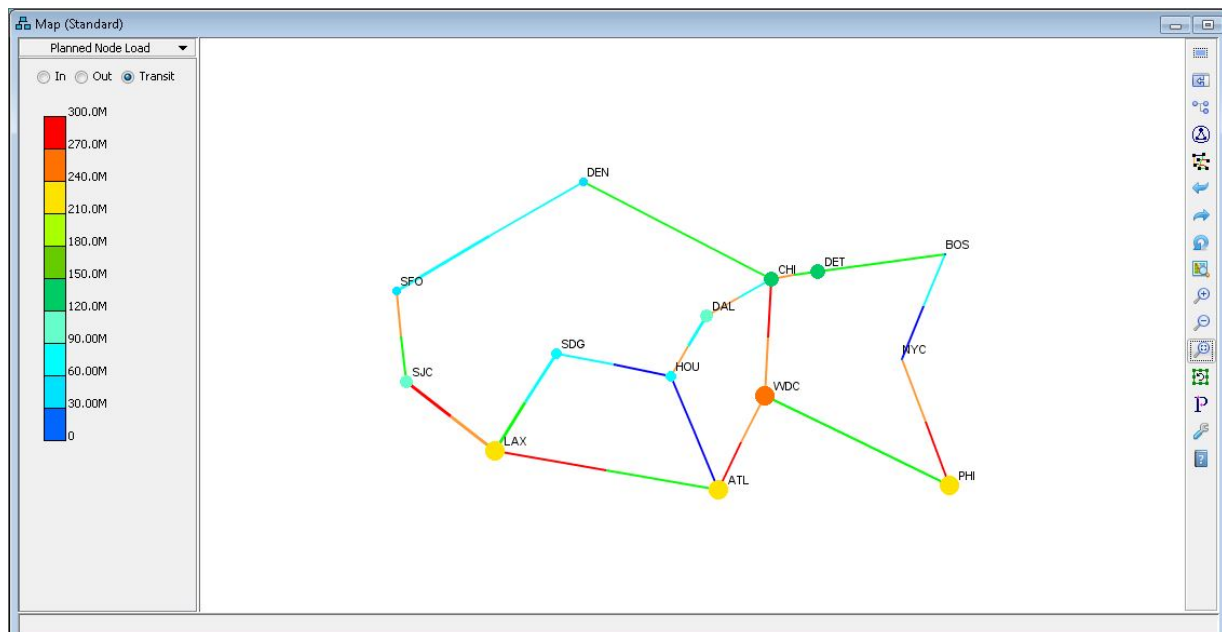 Map (Standard)
Planned Node Load
In Out Transit
300.0M
270.0M
240.0M
210.0M
180.0M
150.0M
120.0M
90.00M
60.00M
30.00M
0
DEN
BOS
DET
CHI
SFO
DAL
NYC
SDG
HOU
SJC
WDC
LAX
PHI
ATL
P
?